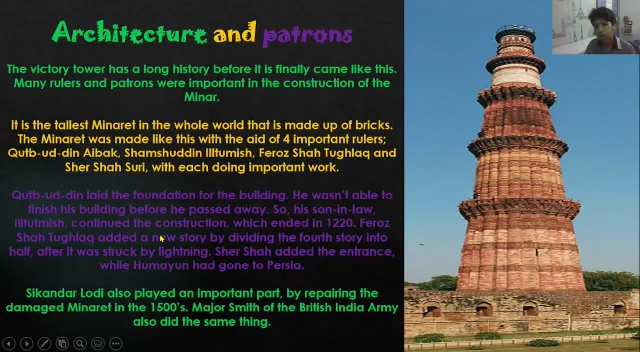 Architecture and patrons
The victory tower has a long history before it is finally came like this.
Many rulers and patrons were important in the construction of the
Minar.
It is the tallest Minaret in the whole world that is made up of bricks.
The Minaret was made like this with the aid of 4 important rulers;
Qutb-ud-din Aibak, Shamshuddin Illtumish, Feroz Shah Tughlaq and
Sher Shah Suri, with each doing important work.
Qutb-ud-din laid the foundation for the building. He wasn't able to
finish his building before he passed away. So, his son-in-law,
Illtutmish, continued the construction, which ended in 1220. Feroz
Shah Tughlaq added a new story by dividing the fourth story into
half, after it was struck by lightning. Sher Shah added the entrance,
while Humayun had gone to Persia.
Sikandar Lodi also played an important part, by repairing the
damaged Minaret in the 1500's. Major Smith of the British India Army
also did the same thing.